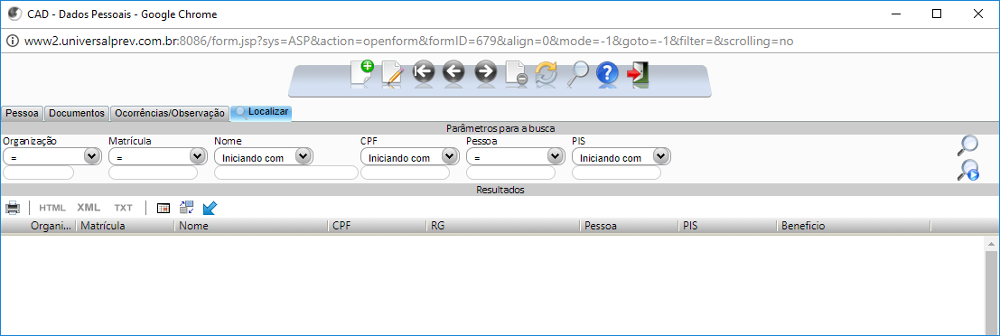 CAD - Dados Pessoais - Google Chrome
www2.universalprev.com.br:8086/form.jsp?sys=ASP&action=openform&formID=679&align=0&mode=-1&goto=-1&filter=&scrolling=no
Pessoa Documentos Ocorrências/Observação Localizar
Parâmetros para a busca
Organização Matrícula Nome CPF Pessoa PIS
= = Iniciando com Iniciando com = Iniciando com
Resultados
HTML XML TXT
Organi... Matrícula Nome CPF RG Pessoa PIS Beneficio